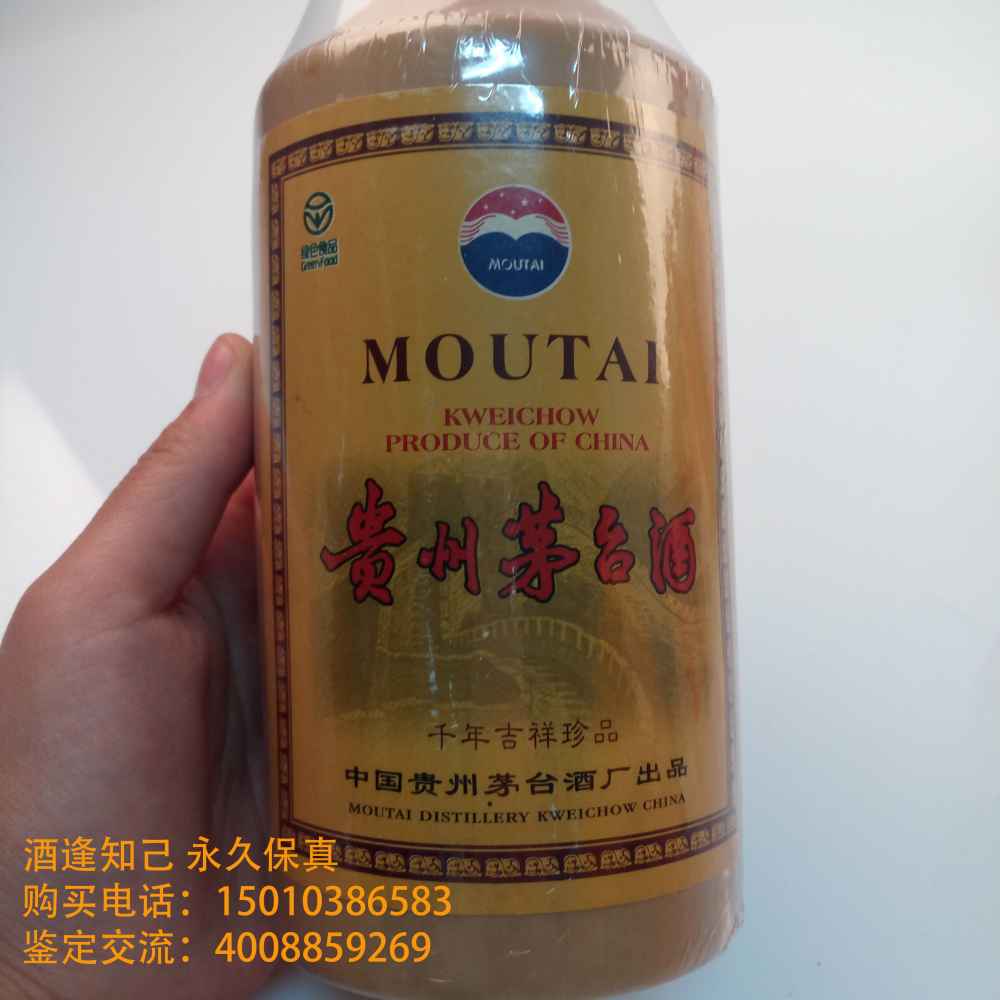 绿色食品
GreenFood
MOUTAI
MOUTAI
KWEICHOW
PRODUCE OF CHINA
贵州茅台酒
千年吉祥珍品
中国贵州茅台酒厂出品
MOUTAI DISTILLERY KWEICHOW CHINA
酒逢知己 永久保真
购买电话：15010386583
鉴定交流：4008859269